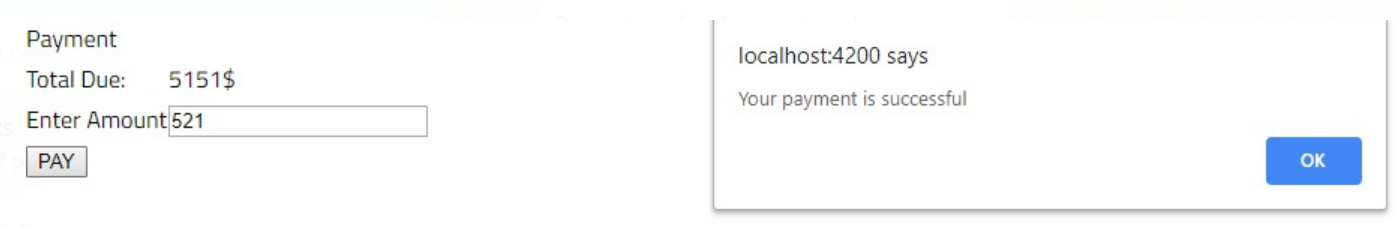 Payment
Total Due: 5151$
Enter Amount 521
PAY
localhost:4200 says
Your payment is successful
OK